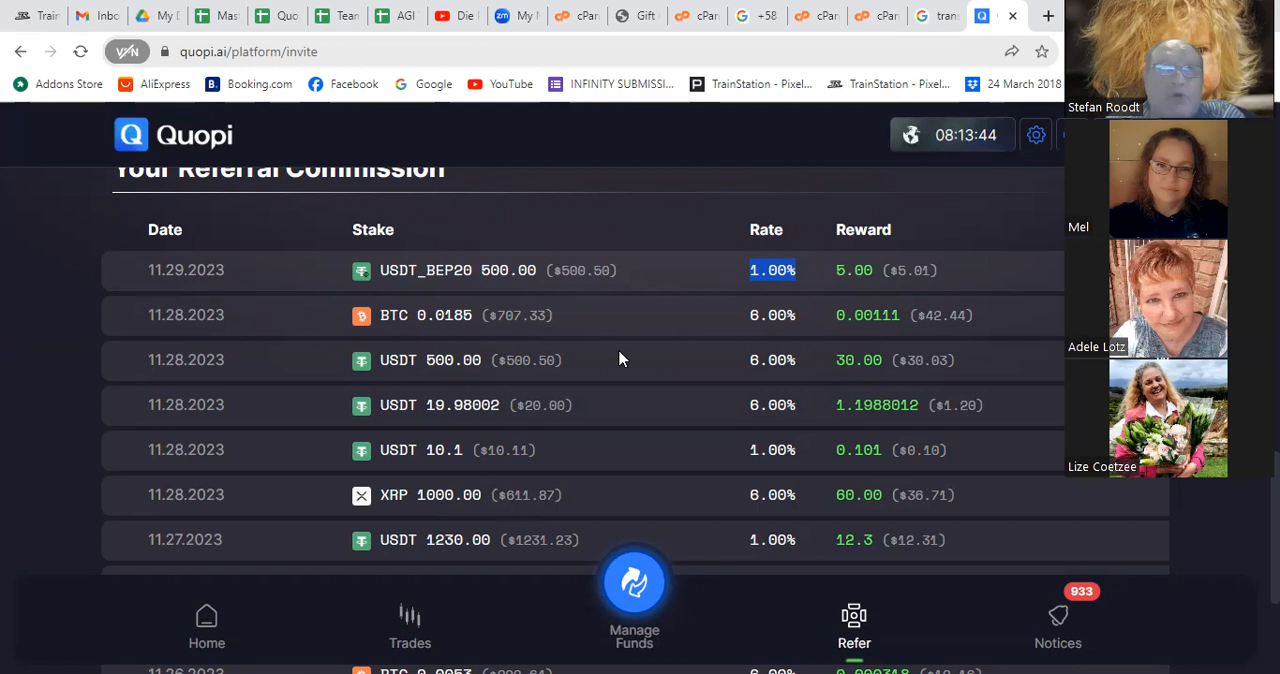 Train Inbo My D Mas Quo Team AGI Die My cPan Gift cPan +58 cPan cPan tran
quopi.ai/platform/invite
Addons Store AliExpress Booking.com Facebook Google YouTube INFINITY SUBMISSI... TrainStation - Pixel... TrainStation - Pixel... 24 March 2018
Stefan Roodt
Quopi 08:13:44
Your Referral Commission
Date Stake Rate Reward
11.29.2023 USDT_BEP20 500.00 ($500.50) 1.00% 5.00 ($5.01)
Mel
11.28.2023 BTC 0.0185 ($707.33) 6.00% 0.00111 ($42.44)
11.28.2023 USDT 500.00 ($500.50) 6.00% 30.00 ($30.03)
Adele Lotz
11.28.2023 USDT 19.98002 ($20.00) 6.00% 1.1988012 ($1.20)
11.28.2023 USDT 10.1 ($10.11) 1.00% 0.101 ($0.10)
Lize Coetzee
11.28.2023 XRP 1000.00 ($611.87) 6.00% 60.00 ($36.71)
11.27.2023 USDT 1230.00 ($1231.23) 1.00% 12.3 ($12.31)
933
Home Trades Manage Funds Refer Notices